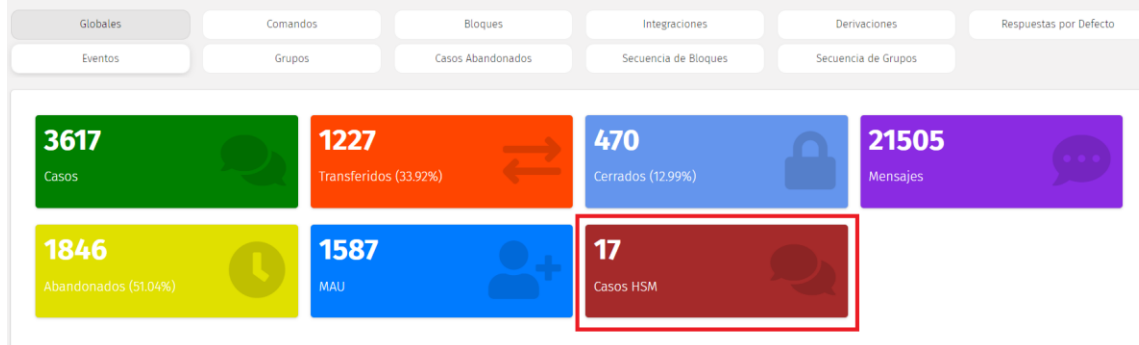 Globales
Comandos
Bloques
Integraciones
Derivaciones
Respuestas por Defecto
Eventos
Grupos
Casos Abandonados
Secuencia de Bloques
Secuencia de Grupos
3617
Casos
1227
Transferidos (33.92%)
470
Cerrados (12.99%)
21505
Mensajes
1846
Abandonados (51.04%)
1587
MAU
17
Casos HSM